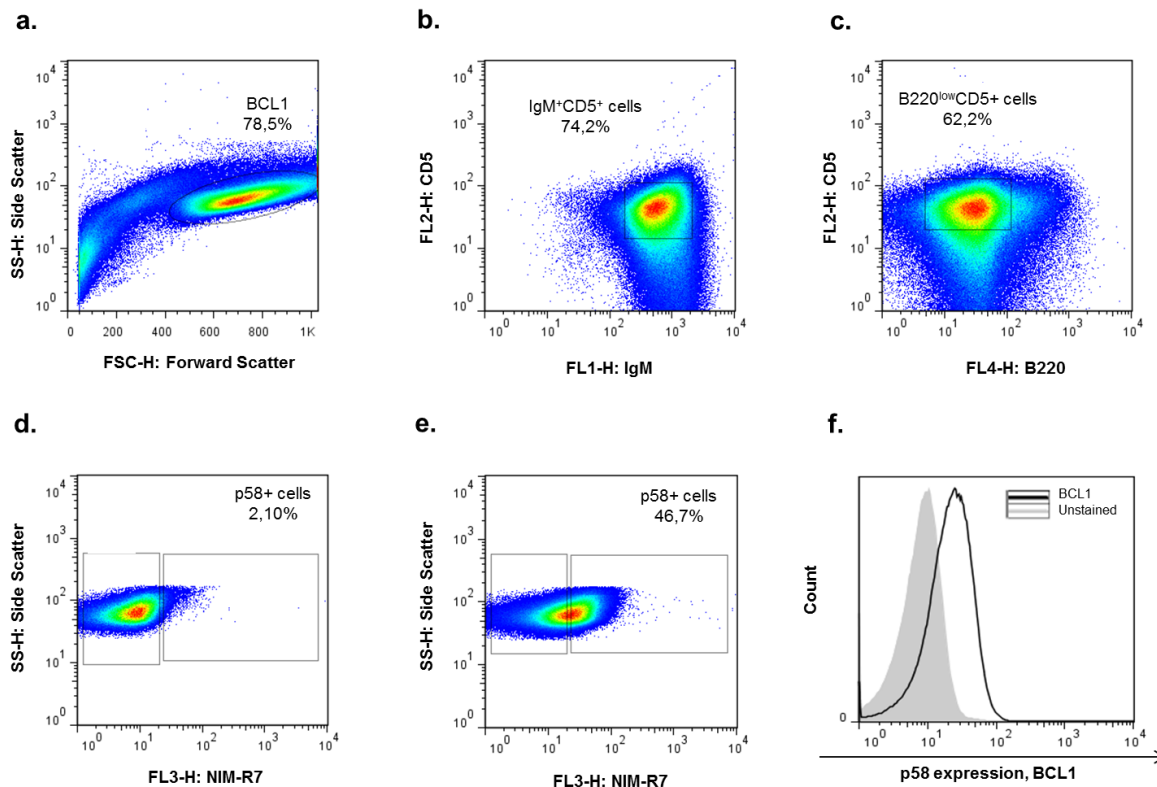 a.
BCL1
78,5%
SS-H: Side Scatter
10⁴
10³
10²
10¹
10⁰
0 200 400 600 800 1K
FSC-H: Forward Scatter
b.
IgM⁺CD5⁺ cells
74,2%
FL2-H: CD5
10⁴
10³
10²
10¹
10⁰
10⁰ 10¹ 10² 10³ 10⁴
FL1-H: IgM
c.
B220ˡᵒʷCD5+ cells
62,2%
FL2-H: CD5
10⁴
10³
10²
10¹
10⁰
10⁰ 10¹ 10² 10³ 10⁴
FL4-H: B220
d.
p58+ cells
2,10%
SS-H: Side Scatter
10⁴
10³
10²
10¹
10⁰
10⁰ 10¹ 10² 10³ 10⁴
FL3-H: NIM-R7
e.
p58+ cells
46,7%
SS-H: Side Scatter
10⁴
10³
10²
10¹
10⁰
10⁰ 10¹ 10² 10³ 10⁴
FL3-H: NIM-R7
f.
BCL1
Unstained
Count
0
10⁰ 10¹ 10² 10³ 10⁴
p58 expression, BCL1